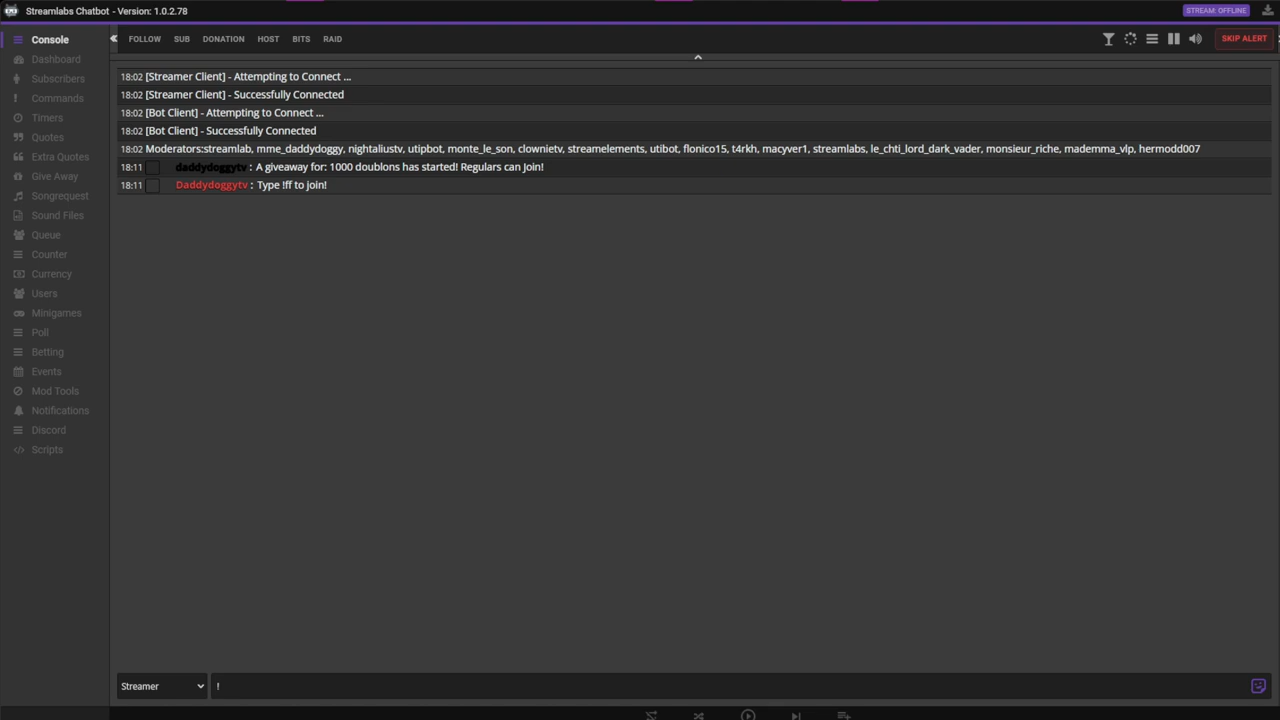 Streamlabs Chatbot - Version: 1.0.2.78
STREAM: OFFLINE
Console
Dashboard
Subscribers
Commands
Timers
Quotes
Extra Quotes
Give Away
Songrequest
Sound Files
Queue
Counter
Currency
Users
Minigames
Poll
Betting
Events
Mod Tools
Notifications
Discord
Scripts
FOLLOW SUB DONATION HOST BITS RAID
SKIP ALERT
18:02 [Streamer Client] - Attempting to Connect ...
18:02 [Streamer Client] - Successfully Connected
18:02 [Bot Client] - Attempting to Connect ...
18:02 [Bot Client] - Successfully Connected
18:02 Moderators:streamlab, mme_daddydoggy, nightaliustv, utipbot, monte_le_son, clownietv, streamelements, utibot, flonico15, t4rkh, macyver1, streamlabs, le_chti_lord_dark_vader, monsieur_riche, mademma_vlp, hermodd007
18:11 daddydoggytv : A giveaway for: 1000 doublons has started! Regulars can join!
18:11 Daddydoggytv : Type !ff to join!
Streamer
!